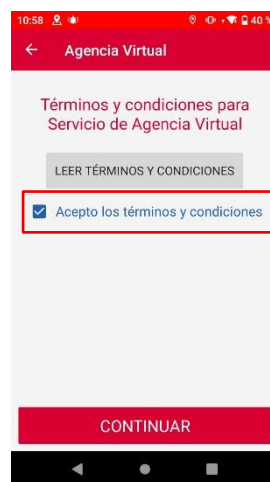 10:58 40 %
Agencia Virtual
Términos y condiciones para
Servicio de Agencia Virtual
LEER TÉRMINOS Y CONDICIONES
Acepto los términos y condiciones
CONTINUAR